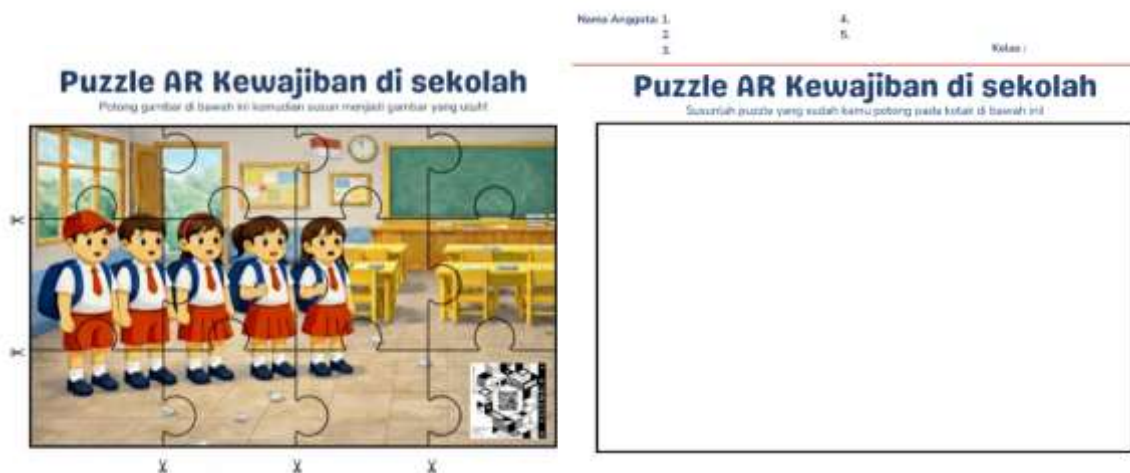 Puzzle AR Kewajiban di sekolah
Potong gambar di bawah ini kemudian susun menjadi gambar yang utuh!
Nama Anggota: 1.
2.
3.
4.
5.
Kelas :
Puzzle AR Kewajiban di sekolah
Susunlah puzzle yang sudah kamu potong pada kotak di bawah ini!